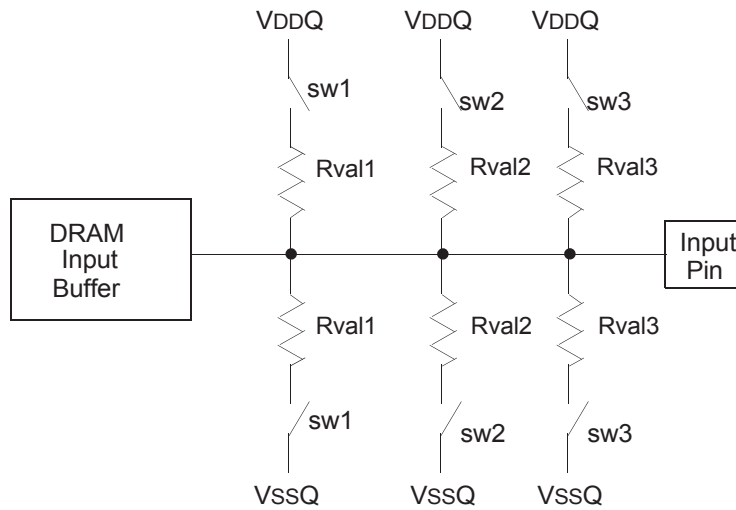 VDDQ VDDQ VDDQ
sw1 sw2 sw3
Rval1 Rval2 Rval3
DRAM
Input
Buffer
Input
Pin
Rval1 Rval2 Rval3
sw1 sw2 sw3
VSSQ VSSQ VSSQ